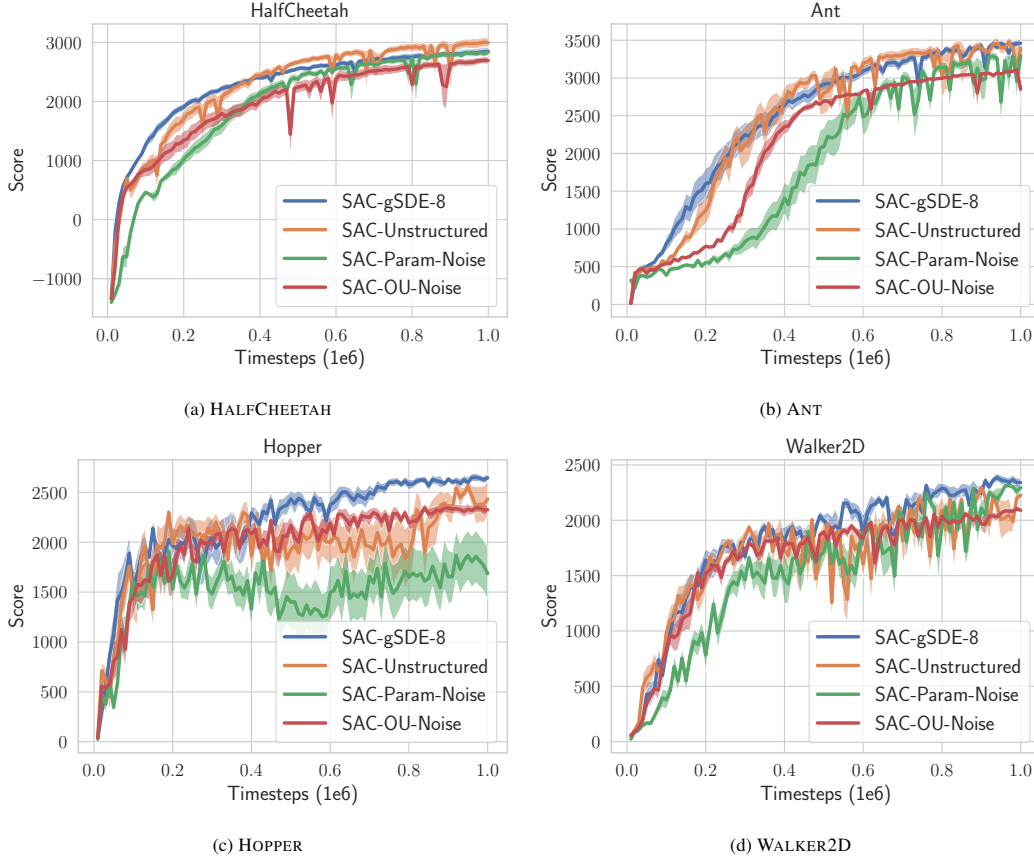 HalfCheetah
3000
2000
1000
0
−1000
Score
0.0 0.2 0.4 0.6 0.8 1.0
Timesteps (1e6)
SAC-gSDE-8
SAC-Unstructured
SAC-Param-Noise
SAC-OU-Noise
(a) HALFCHEETAH
Ant
3500
3000
2500
2000
1500
1000
500
0
Score
0.0 0.2 0.4 0.6 0.8 1.0
Timesteps (1e6)
SAC-gSDE-8
SAC-Unstructured
SAC-Param-Noise
SAC-OU-Noise
(b) ANT
Hopper
2500
2000
1500
1000
500
0
Score
0.0 0.2 0.4 0.6 0.8 1.0
Timesteps (1e6)
SAC-gSDE-8
SAC-Unstructured
SAC-Param-Noise
SAC-OU-Noise
(c) HOPPER
Walker2D
2500
2000
1500
1000
500
0
Score
0.0 0.2 0.4 0.6 0.8 1.0
Timesteps (1e6)
SAC-gSDE-8
SAC-Unstructured
SAC-Param-Noise
SAC-OU-Noise
(d) WALKER2D